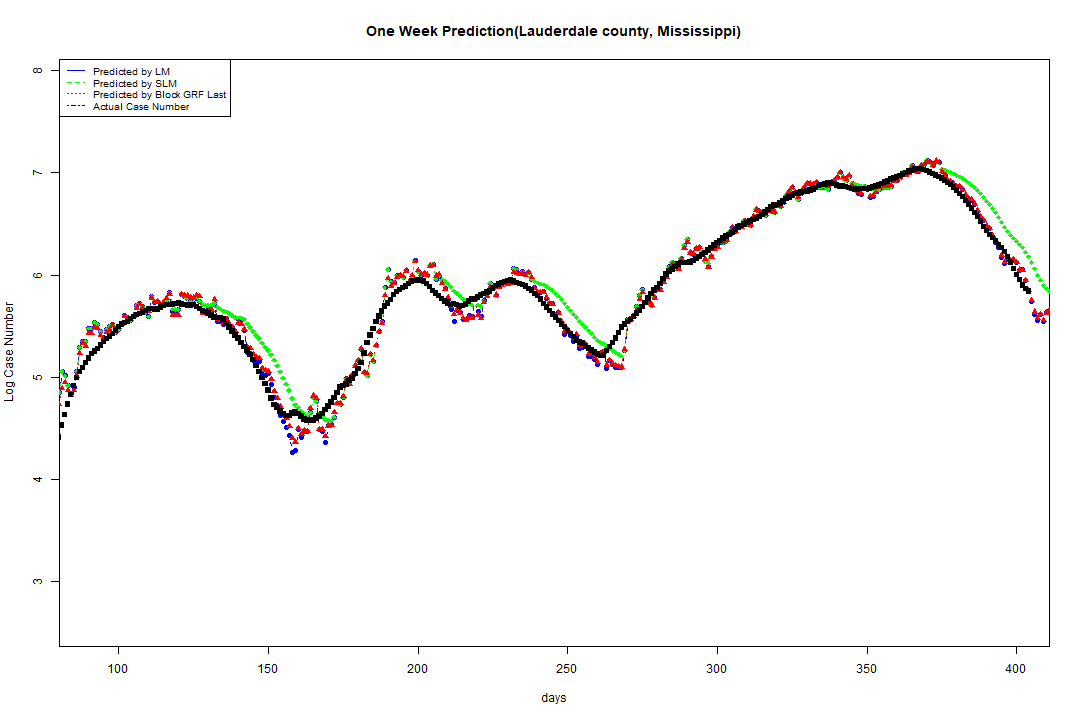 One Week Prediction(Lauderdale county, Mississippi)
Predicted by LM
Predicted by SLM
Predicted by Block GRF Last
Actual Case Number
Log Case Number
8
7
6
5
4
3
100 150 200 250 300 350 400
days